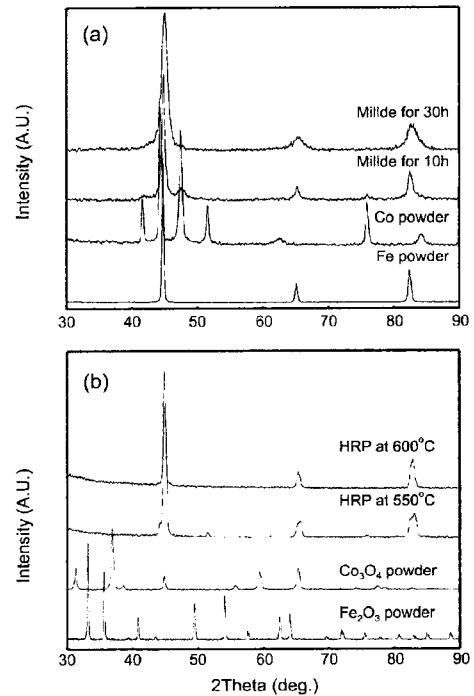 (a)
Intensity (A.U.)
Millde for 30h
Millde for 10h
Co powder
Fe powder
30 40 50 60 70 80 90
(b)
Intensity (A.U.)
HRP at 600°C
HRP at 550°C
Co₃O₄ powder
Fe₂O₃ powder
30 40 50 60 70 80 90
2Theta (deg.)